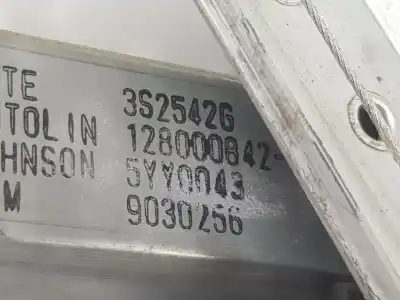 TE 3S2542G
TOLIN 128000842-
HNSON 5YY0043
M 9030256